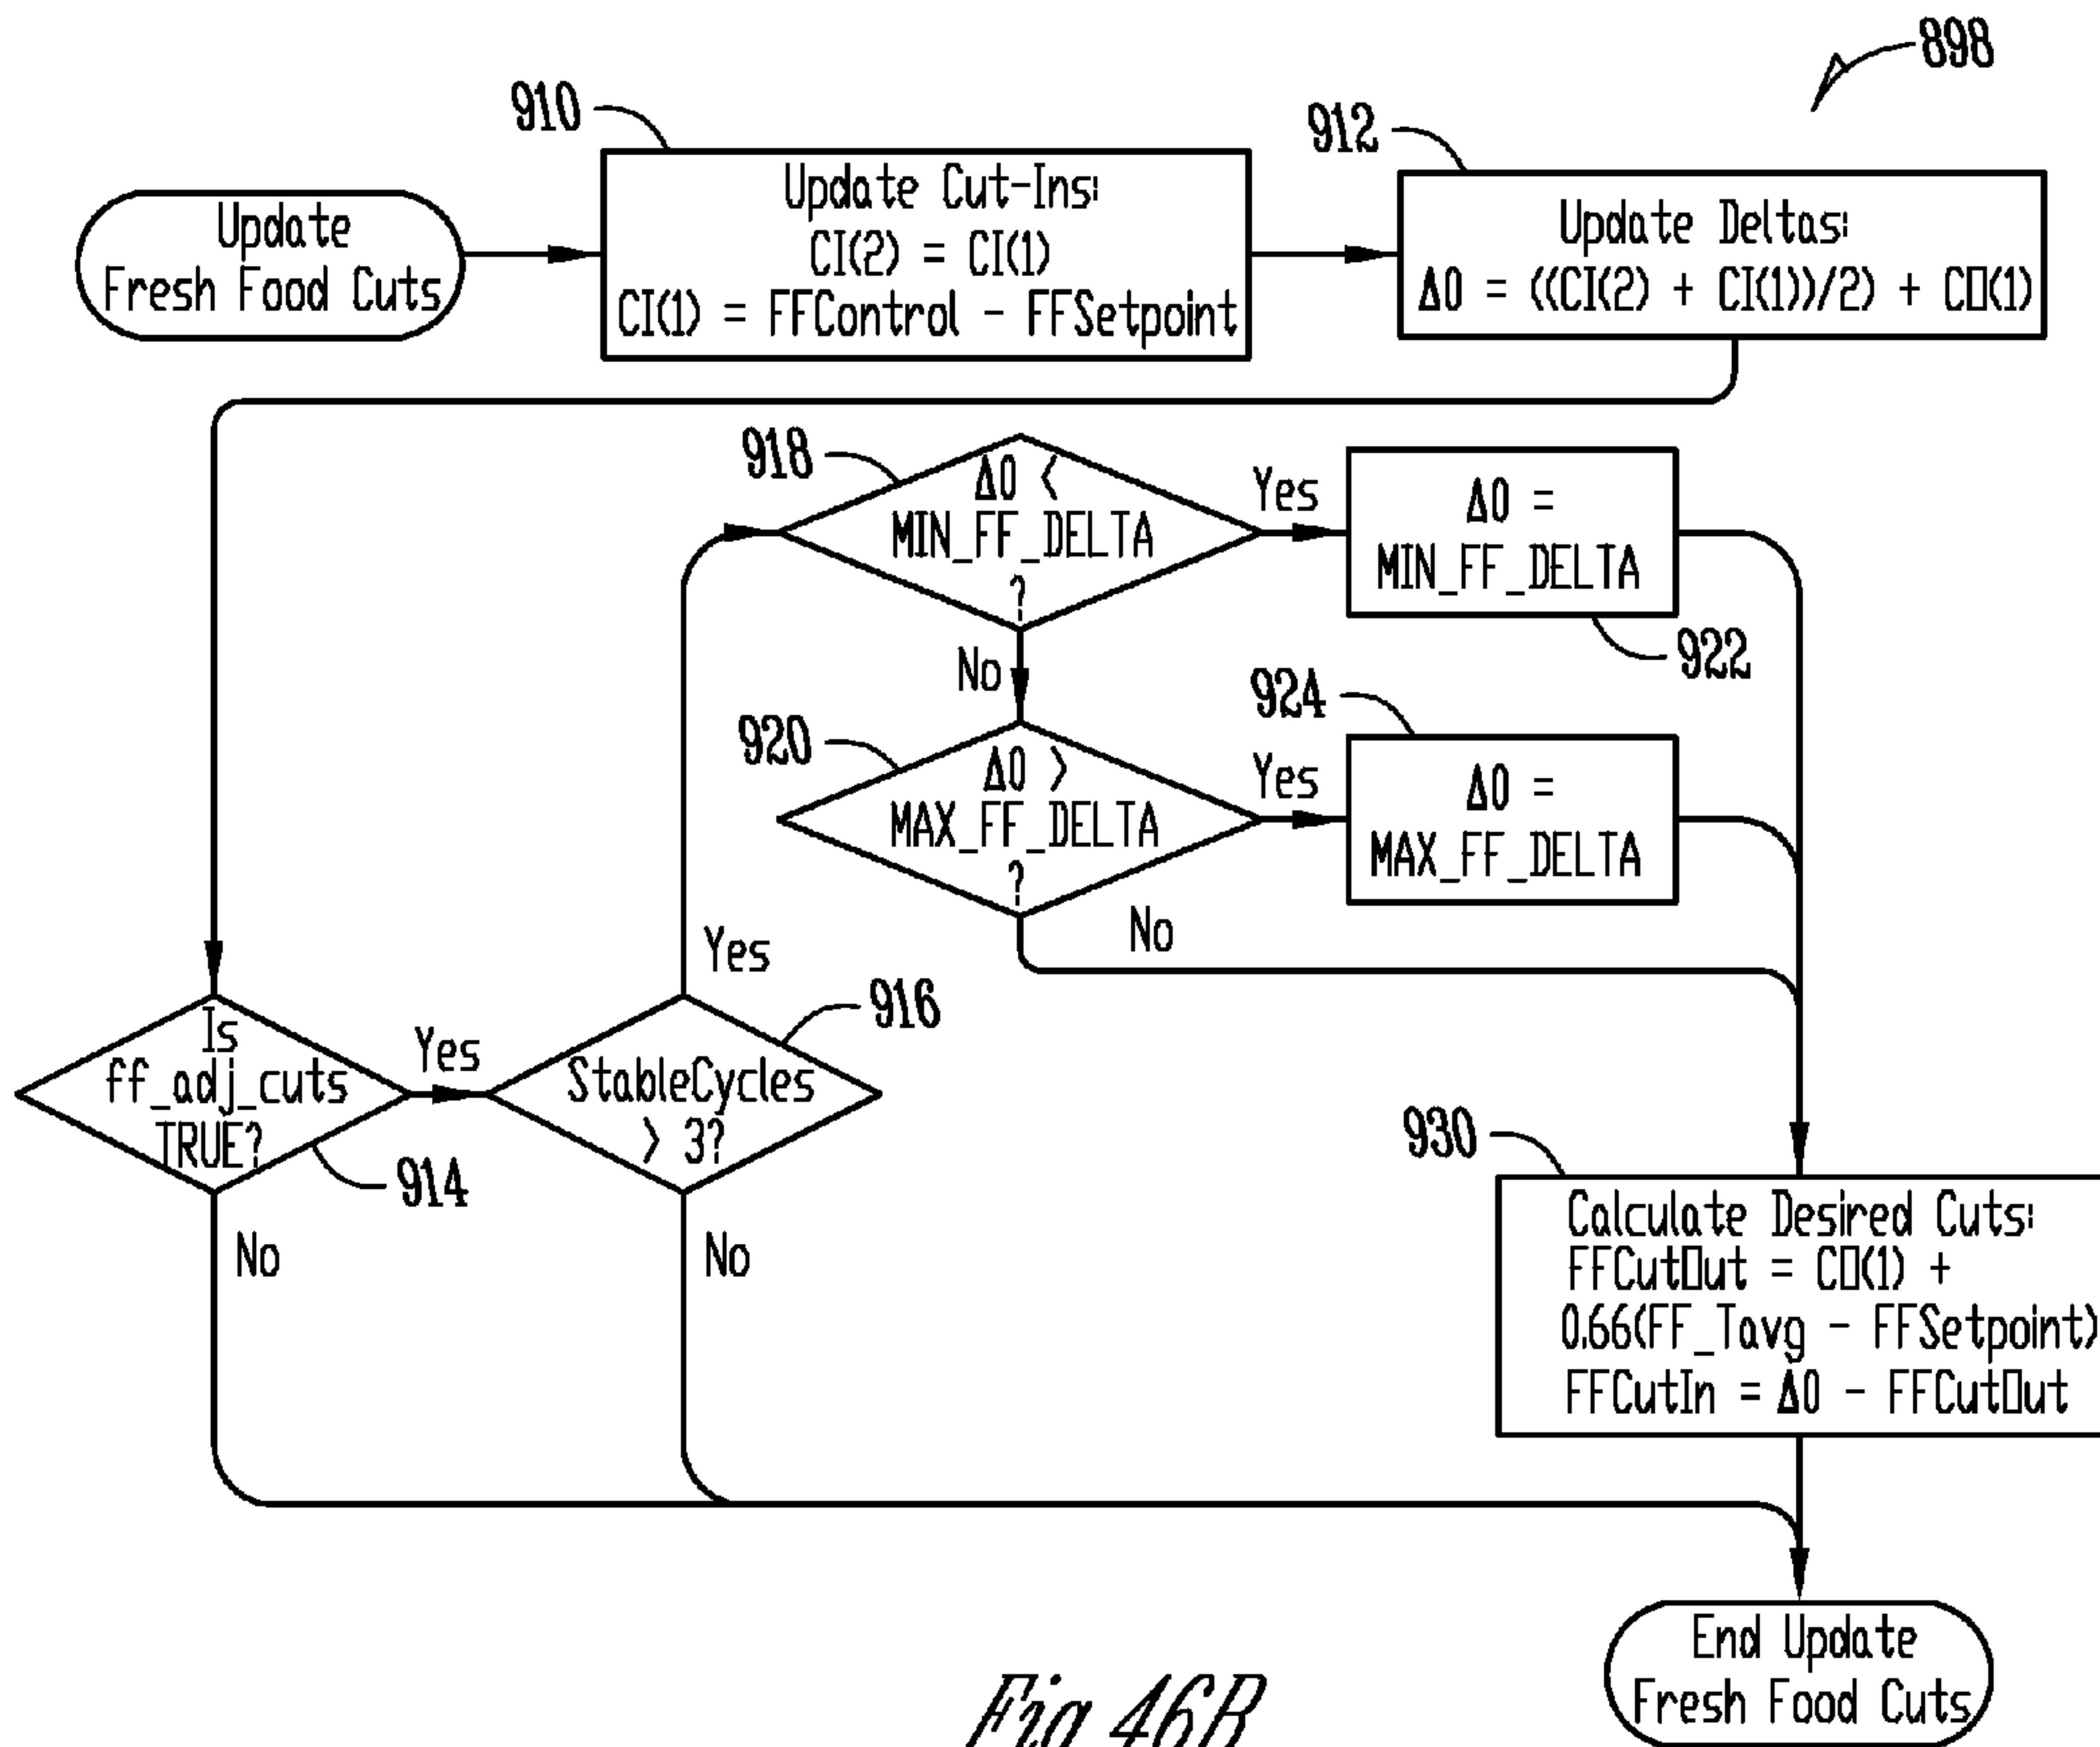 898
910
912
Update
Fresh Food Cuts
Update Cut-Ins:
CI(2) = CI(1)
CI(1) = FFControl - FFSetpoint
Update Deltas:
Δ0 = ((CI(2) + CI(1))/2) + CO(1)
918
Δ0 <
MIN_FF_DELTA
?
Yes
Δ0 =
MIN_FF_DELTA
922
No
920
Δ0 >
MAX_FF_DELTA
?
Yes
924
Δ0 =
MAX_FF_DELTA
No
Is
ff_adj_cuts
TRUE?
914
Yes
StableCycles
> 3?
916
Yes
No
No
930
Calculate Desired Cuts:
FFCutOut = CO(1) +
0.66(FF_Tavg - FFSetpoint)
FFCutIn = Δ0 - FFCutOut
End Update
Fresh Food Cuts
Fig 46B